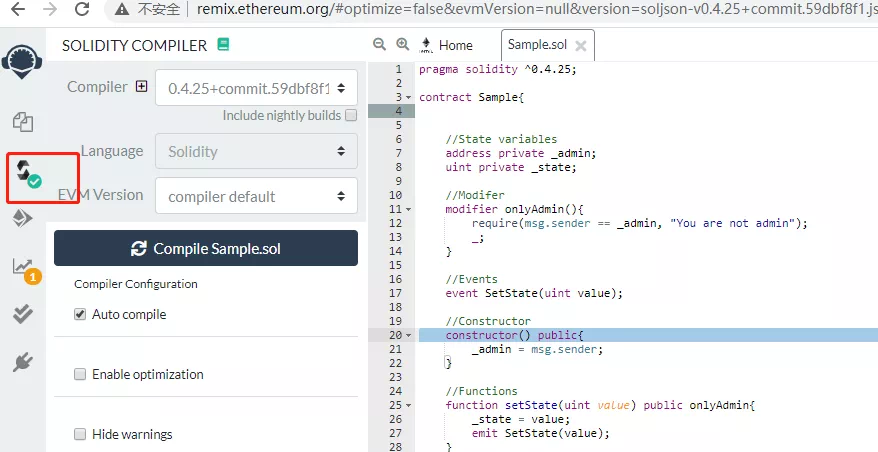 不安全 remix.ethereum.org/#optimize=false&evmVersion=null&version=soljson-v0.4.25+commit.59dbf8f1.js
SOLIDITY COMPILER
Compiler 0.4.25+commit.59dbf8f1
Include nightly builds
Language Solidity
EVM Version compiler default
Compile Sample.sol
Compiler Configuration
Auto compile
Enable optimization
Hide warnings
1
Home Sample.sol
1 pragma solidity ^0.4.25;
2
3 contract Sample{
4
5
6 //State variables
7 address private _admin;
8 uint private _state;
9
10 //Modifer
11 modifier onlyAdmin(){
12 require(msg.sender == _admin, "You are not admin");
13 _;
14 }
15
16 //Events
17 event SetState(uint value);
18
19 //Constructor
20 constructor() public{
21 _admin = msg.sender;
22 }
23
24 //Functions
25 function setState(uint value) public onlyAdmin{
26 _state = value;
27 emit SetState(value);
28 }